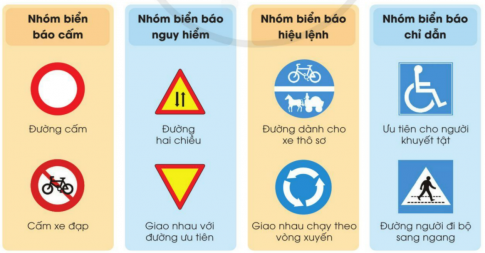 Nhóm biển
báo cấm
Đường cấm
Cấm xe đạp
Nhóm biển báo
nguy hiểm
Đường
hai chiều
Giao nhau với
đường ưu tiên
Nhóm biển báo
hiệu lệnh
Đường dành cho
xe thô sơ
Giao nhau chạy theo
vòng xuyến
Nhóm biển báo
chỉ dẫn
Ưu tiên cho người
khuyết tật
Đường người đi bộ
sang ngang